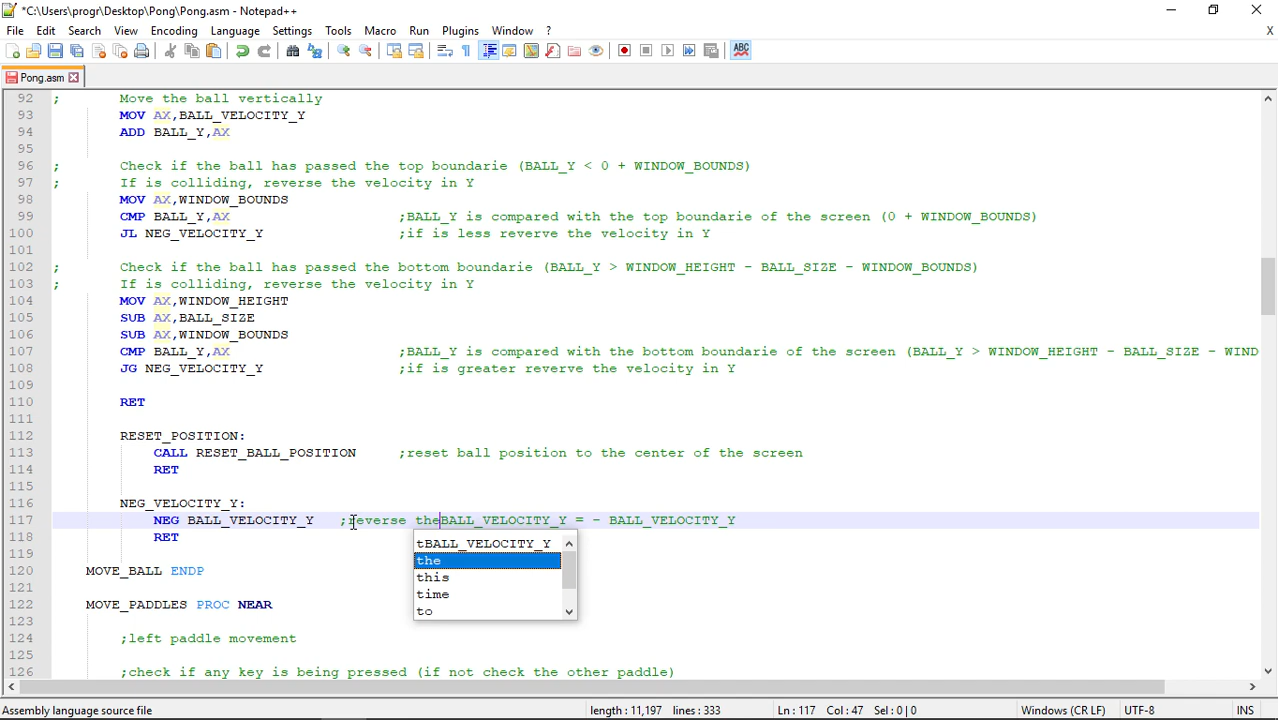 *C:\Users\progr\Desktop\Pong\Pong.asm - Notepad++
File Edit Search View Encoding Language Settings Tools Macro Run Plugins Window ? X
ABC
Pong.asm
92 ; Move the ball vertically
93 MOV AX,BALL_VELOCITY_Y
94 ADD BALL_Y,AX
95
96 ; Check if the ball has passed the top boundarie (BALL_Y < 0 + WINDOW_BOUNDS)
97 ; If is colliding, reverse the velocity in Y
98 MOV AX,WINDOW_BOUNDS
99 CMP BALL_Y,AX ;BALL_Y is compared with the top boundarie of the screen (0 + WINDOW_BOUNDS)
100 JL NEG_VELOCITY_Y ;if is less reverve the velocity in Y
101
102 ; Check if the ball has passed the bottom boundarie (BALL_Y > WINDOW_HEIGHT - BALL_SIZE - WINDOW_BOUNDS)
103 ; If is colliding, reverse the velocity in Y
104 MOV AX,WINDOW_HEIGHT
105 SUB AX,BALL_SIZE
106 SUB AX,WINDOW_BOUNDS
107 CMP BALL_Y,AX ;BALL_Y is compared with the bottom boundarie of the screen (BALL_Y > WINDOW_HEIGHT - BALL_SIZE - WIND
108 JG NEG_VELOCITY_Y ;if is greater reverve the velocity in Y
109
110 RET
111
112 RESET_POSITION:
113 CALL RESET_BALL_POSITION ;reset ball position to the center of the screen
114 RET
115
116 NEG_VELOCITY_Y:
117 NEG BALL_VELOCITY_Y ;reverse theBALL_VELOCITY_Y = - BALL_VELOCITY_Y
118 RET
tBALL_VELOCITY_Y
the
this
time
to
119
120 MOVE_BALL ENDP
121
122 MOVE_PADDLES PROC NEAR
123
124 ;left paddle movement
125
126 ;check if any key is being pressed (if not check the other paddle)
Assembly language source file length : 11,197 lines : 333 Ln : 117 Col : 47 Sel : 0 | 0 Windows (CR LF) UTF-8 INS